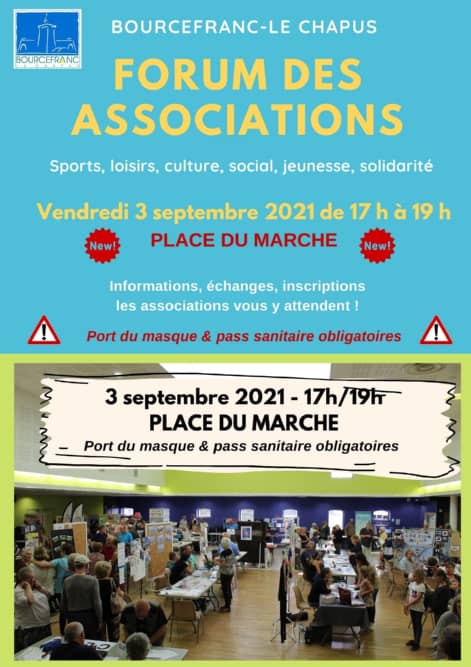 BOURCEFRANC
BOURCEFRANC-LE CHAPUS
FORUM DES
ASSOCIATIONS
Sports, loisirs, culture, social, jeunesse, solidarité
Vendredi 3 septembre 2021 de 17 h à 19 h
New! PLACE DU MARCHE New!
Informations, échanges, inscriptions
les associations vous y attendent !
Port du masque & pass sanitaire obligatoires
3 septembre 2021 - 17h/19h
PLACE DU MARCHE
Port du masque & pass sanitaire obligatoires